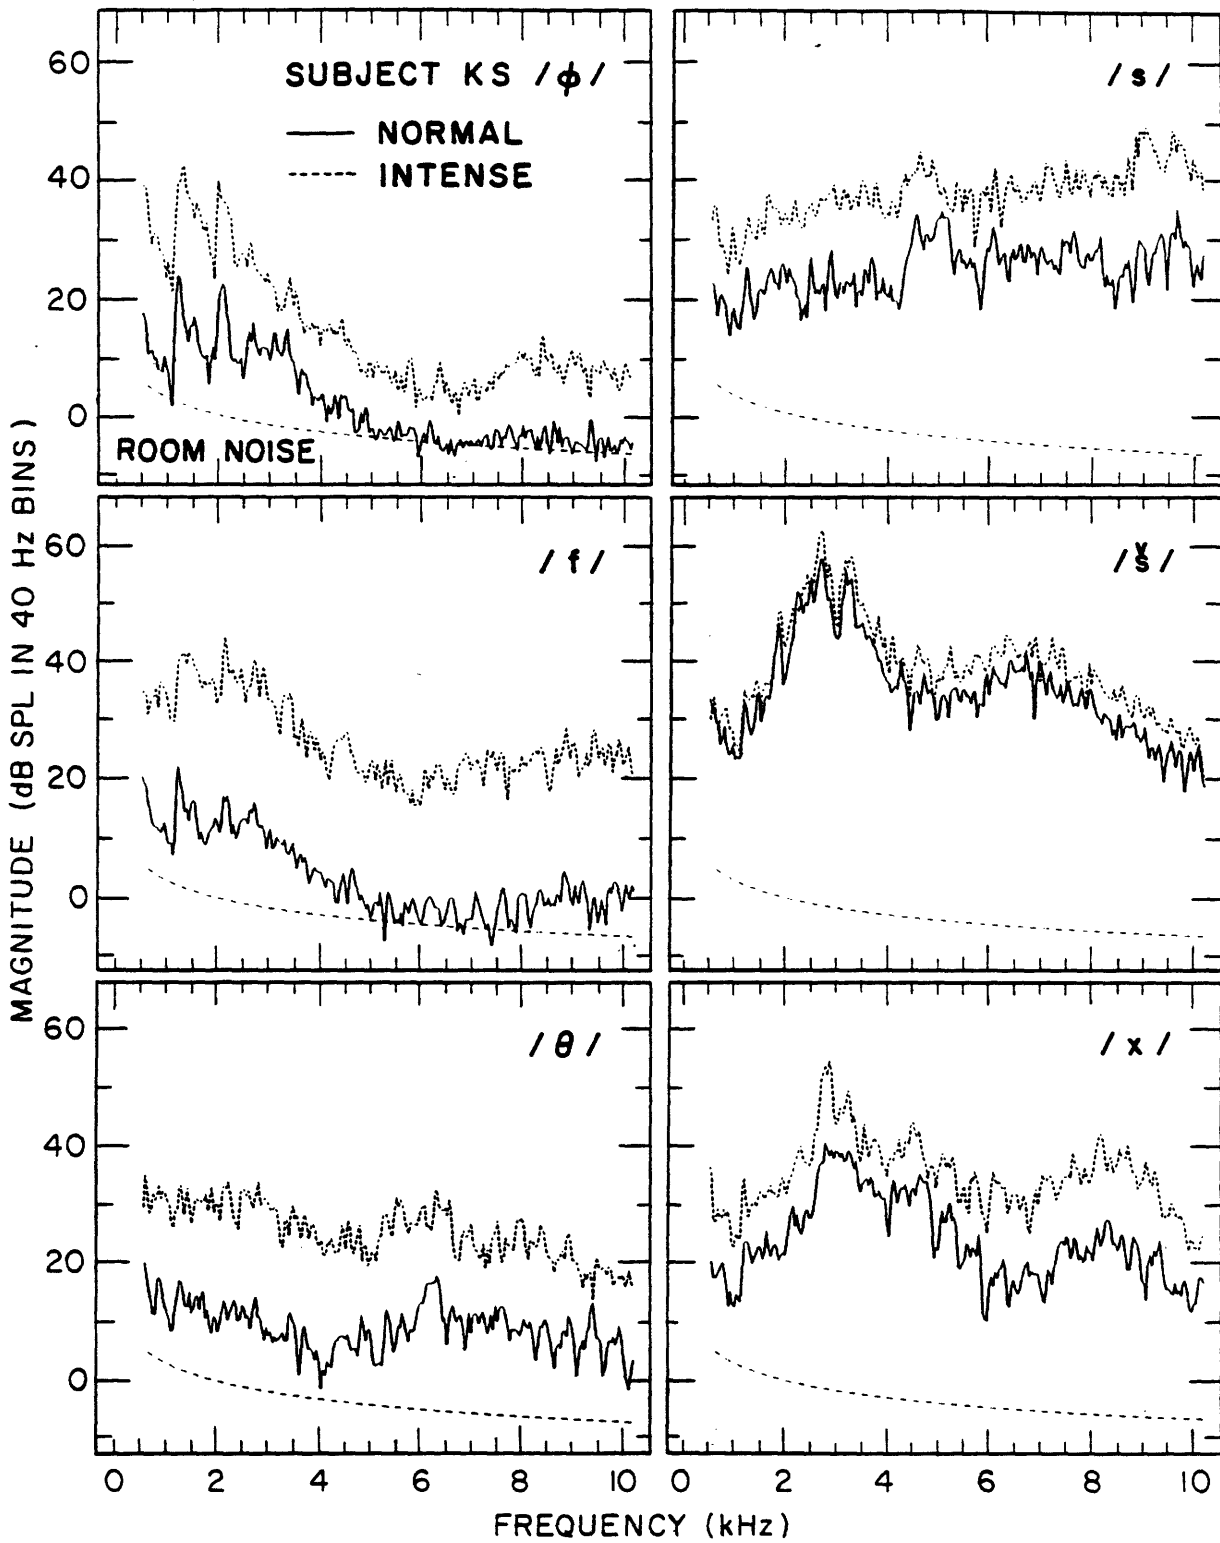 SUBJECT KS /ϕ/
NORMAL
INTENSE
ROOM NOISE
60
40
20
0
/s/
/f/
60
40
20
0
/š/
/θ/
60
40
20
0
/x/
0 2 4 6 8 10
0 2 4 6 8 10
FREQUENCY (kHz)
MAGNITUDE (dB SPL IN 40 Hz BINS)